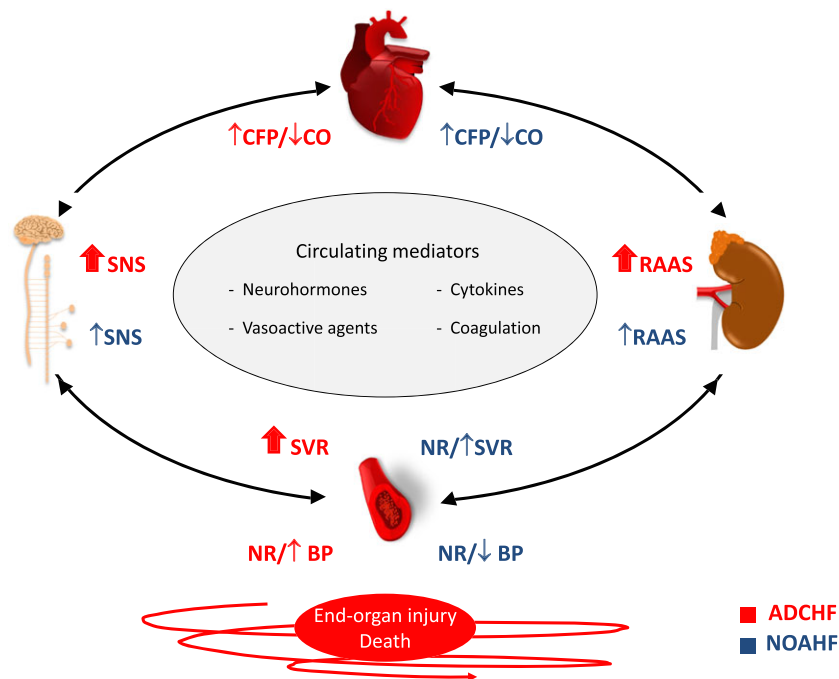 ↑CFP/↓CO
↑CFP/↓CO
Circulating mediators
- Neurohormones
- Cytokines
- Vasoactive agents
- Coagulation
↑SNS
↑SNS
↑RAAS
↑RAAS
↑SVR
NR/↑SVR
NR/↑ BP
NR/↓ BP
End-organ injury
Death
ADCHF
NOAHF